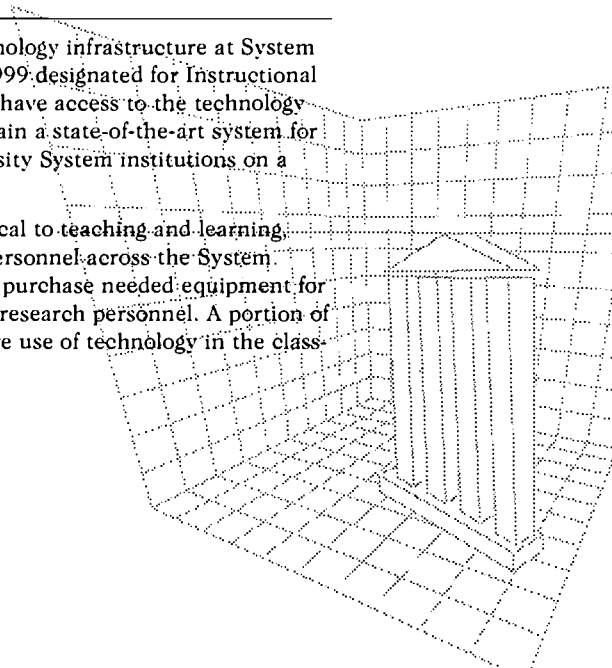 nology infrastructure at System
999 designated for Instructional
have access to the technology
ain a state-of-the-art system for
sity System institutions on a
cal to teaching and learning,
ersonnel across the System.
purchase needed equipment for
research personnel. A portion of
e use of technology in the class-